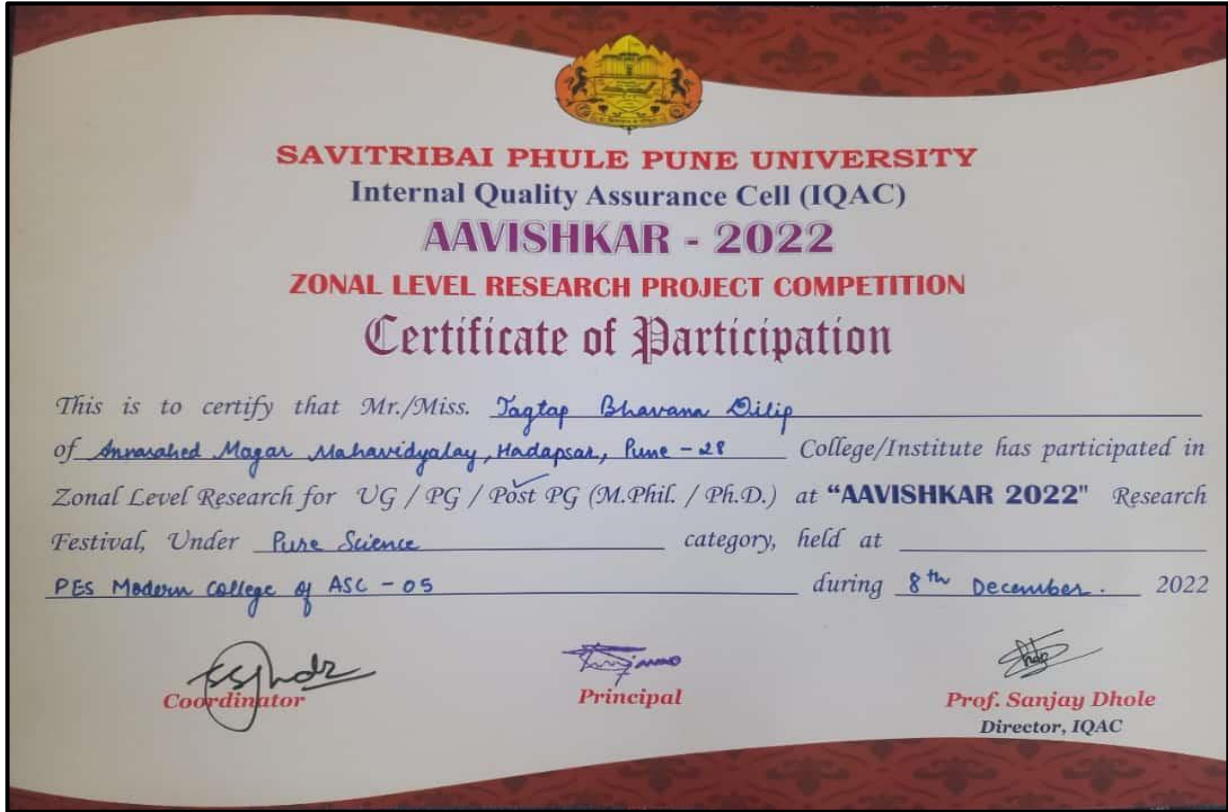 SAVITRIBAI PHULE PUNE UNIVERSITY
Internal Quality Assurance Cell (IQAC)
AAVISHKAR - 2022
ZONAL LEVEL RESEARCH PROJECT COMPETITION
Certificate of Participation
This is to certify that Mr./Miss. Jagtap Bhavana Dilip
of Annasaheb Magar Mahavidyalay, Hadapsar, Pune - 28 College/Institute has participated in
Zonal Level Research for UG / PG / Post PG (M.Phil. / Ph.D.) at “AAVISHKAR 2022" Research
Festival, Under Pure Science category, held at
PES Modern College of ASC - 05 during 8th December. 2022
Coordinator
Principal
Prof. Sanjay Dhole
Director, IQAC